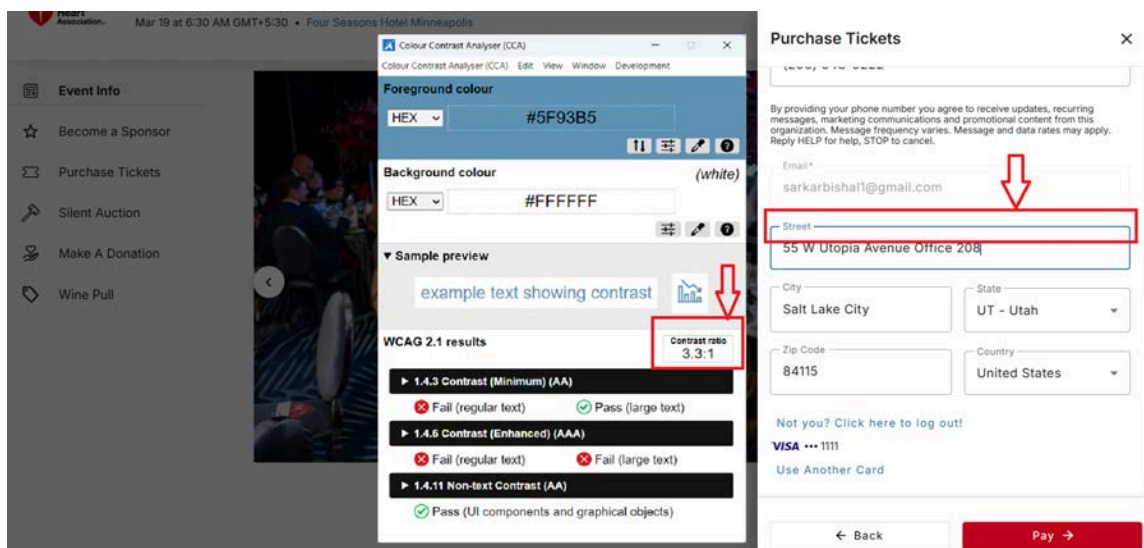 Heart
Association.
Mar 19 at 6:30 AM GMT+5:30 • Four Seasons Hotel Minneapolis
Event Info
Become a Sponsor
Purchase Tickets
Silent Auction
Make A Donation
Wine Pull
Colour Contrast Analyser (CCA)
Colour Contrast Analyser (CCA) Edit View Window Development
Foreground colour
HEX #5F93B5
Background colour (white)
HEX #FFFFFF
▼ Sample preview
example text showing contrast
WCAG 2.1 results
Contrast ratio
3.3:1
▶ 1.4.3 Contrast (Minimum) (AA)
Fail (regular text) Pass (large text)
▶ 1.4.6 Contrast (Enhanced) (AAA)
Fail (regular text) Fail (large text)
▶ 1.4.11 Non-text Contrast (AA)
Pass (UI components and graphical objects)
Purchase Tickets
By providing your phone number you agree to receive updates, recurring
messages, marketing communications and promotional content from this
organization. Message frequency varies. Message and data rates may apply.
Reply HELP for help, STOP to cancel.
Email*
sarkarbishal1@gmail.com
Street
55 W Utopia Avenue Office 208
City
Salt Lake City
State
UT - Utah
Zip Code
84115
Country
United States
Not you? Click here to log out!
VISA ••• 1111
Use Another Card
← Back
Pay →